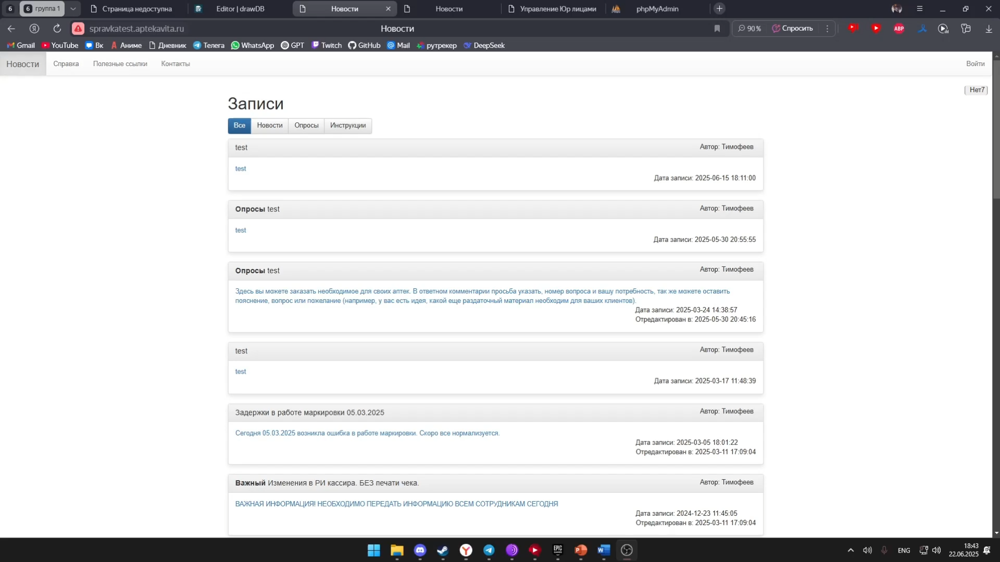 6
6 группа 1
Страница недоступна
Editor | drawDB
Новости
Новости
Управление Юр лицами
phpMyAdmin
spravkatest.aptekavita.ru
Новости
90 %
Спросить
ABP
Gmail
YouTube
Вк
Аниме
Дневник
Телега
WhatsApp
GPT
Twitch
GitHub
Mail
рутрекер
DeepSeek
Новости
Справка
Полезные ссылки
Контакты
Войти
Нет7
Записи
Все
Новости
Опросы
Инструкции
test
Автор: Тимофеев
test
Дата записи: 2025-06-15 18:11:00
Опросы test
Автор: Тимофеев
test
Дата записи: 2025-05-30 20:55:55
Опросы test
Автор: Тимофеев
Здесь вы можете заказать необходимое для своих аптек. В ответном комментарии просьба указать, номер вопроса и вашу потребность, так же можете оставить
пояснение, вопрос или пожелание (например, у вас есть идея, какой еще раздаточный материал необходим для ваших клиентов).
Дата записи: 2025-03-24 14:38:57
Отредактирован в: 2025-05-30 20:45:16
test
Автор: Тимофеев
test
Дата записи: 2025-03-17 11:48:39
Задержки в работе маркировки 05.03.2025
Автор: Тимофеев
Сегодня 05.03.2025 возникла ошибка в работе маркировки. Скоро все нормализуется.
Дата записи: 2025-03-05 18:01:22
Отредактирован в: 2025-03-11 17:09:04
Важный Изменения в РИ кассира. БЕЗ печати чека.
Автор: Тимофеев
ВАЖНАЯ ИНФОРМАЦИЯ! НЕОБХОДИМО ПЕРЕДАТЬ ИНФОРМАЦИЮ ВСЕМ СОТРУДНИКАМ СЕГОДНЯ
Дата записи: 2024-12-23 11:45:05
Отредактирован в: 2025-03-11 17:09:04
EPIC
GAMES
ENG
18:43
22.06.2025